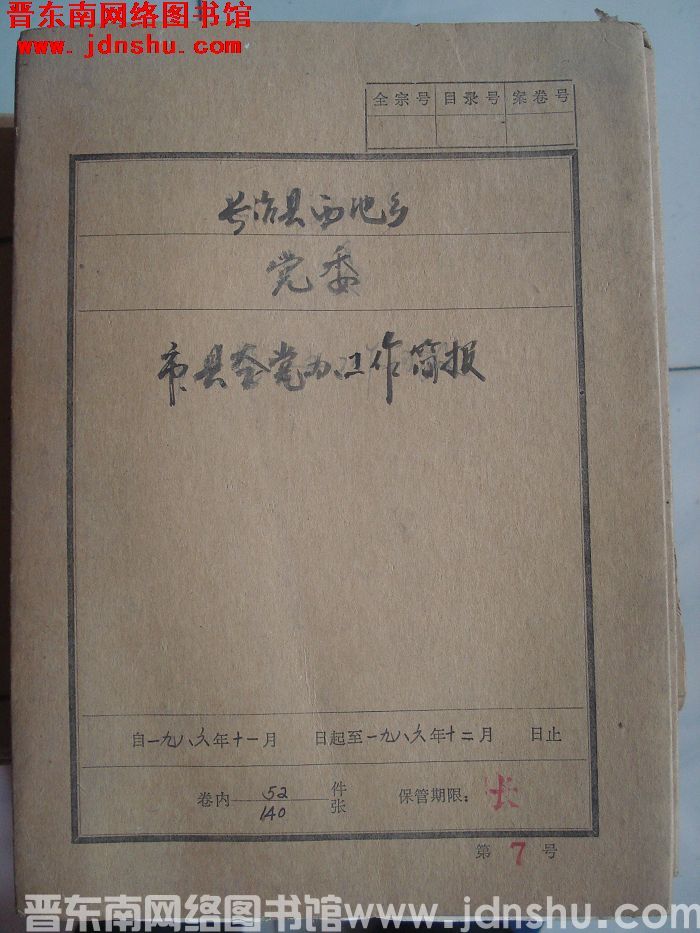 晋东南网络图书馆
www.jdnshu.com
全宗号 目录号 案卷号
长治县西池乡
党委
市县整党办工作简报
自一九八六年十一月 日起至一九八六年十二月 日止
卷内 52 件 保管期限：长
140 张
第 7 号
晋东南网络图书馆 www.jdnshu.com